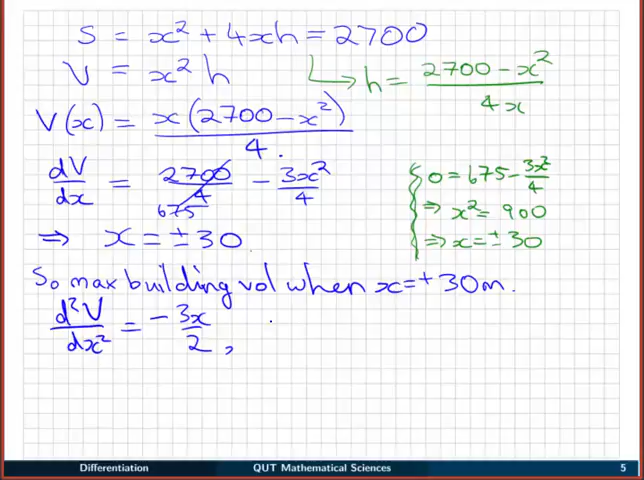 S = x² + 4xh = 2700
V = x² h
↳ h = (2700 - x²)/4x
V(x) = x(2700 - x²)/4
dV/dx = 2700/4 675 - 3x²/4
0 = 675 - 3x²/4
⇒ x² = 900
⇒ x = ±30
⇒ x = ±30
So max building vol when x = +30m.
d²V/dx² = -3x/2 ,
Differentiation QUT Mathematical Sciences 5